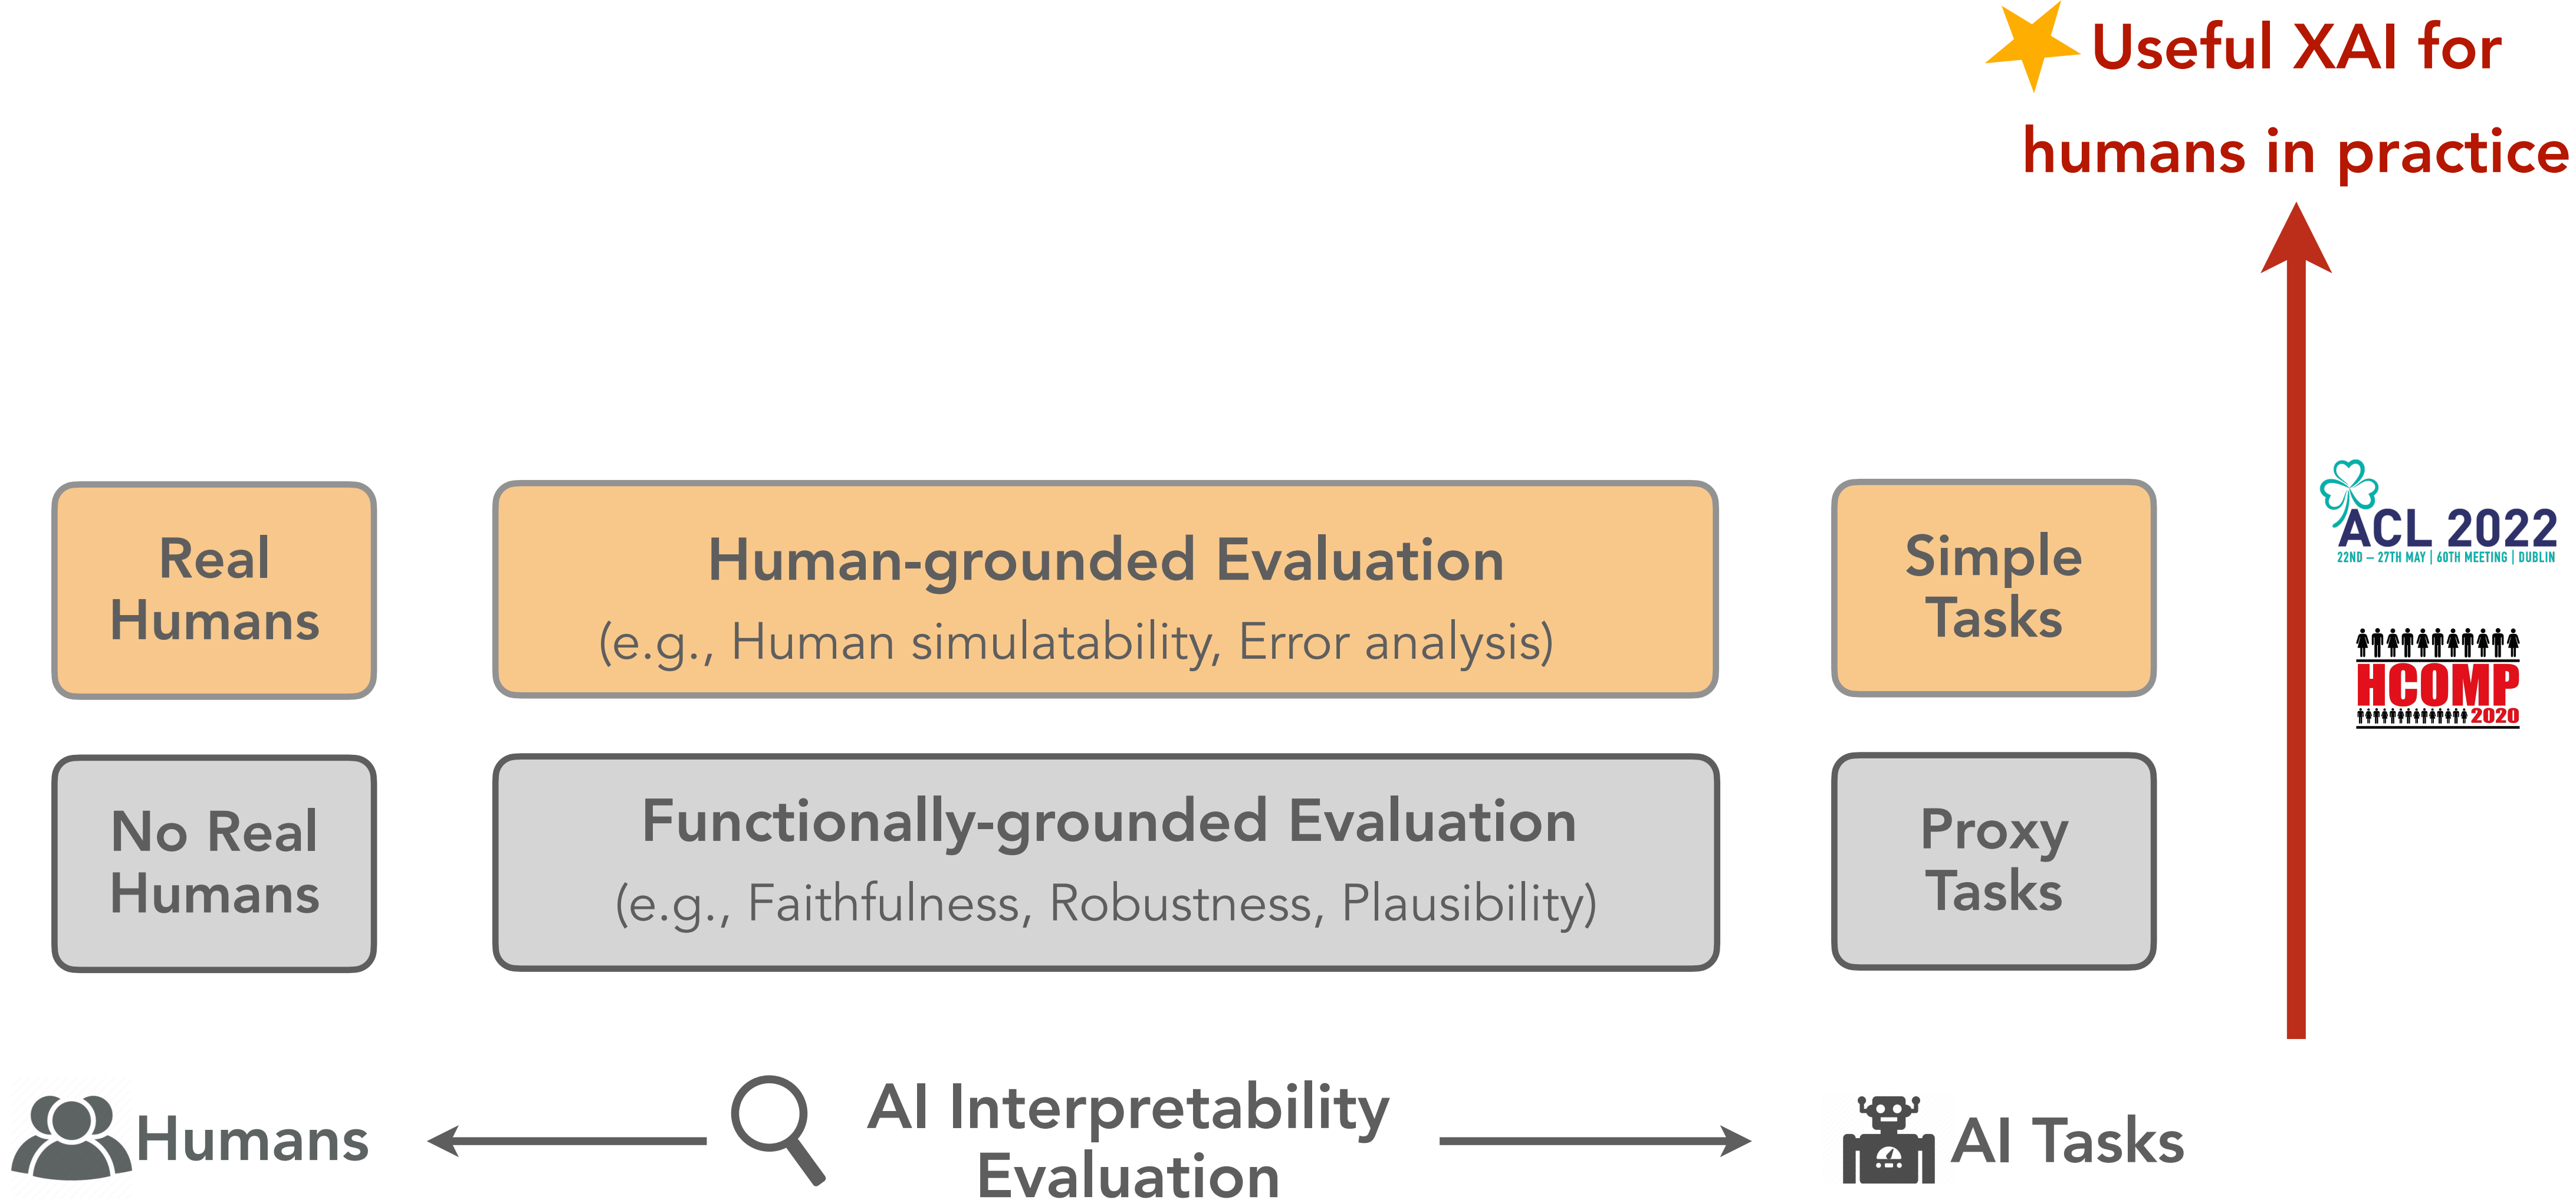 Useful XAI for
humans in practice
Real
Humans
Human-grounded Evaluation
(e.g., Human simulatability, Error analysis)
Simple
Tasks
ACL 2022
22ND – 27TH MAY | 60TH MEETING | DUBLIN
HCOMP
2020
No Real
Humans
Functionally-grounded Evaluation
(e.g., Faithfulness, Robustness, Plausibility)
Proxy
Tasks
Humans
AI Interpretability
Evaluation
AI Tasks